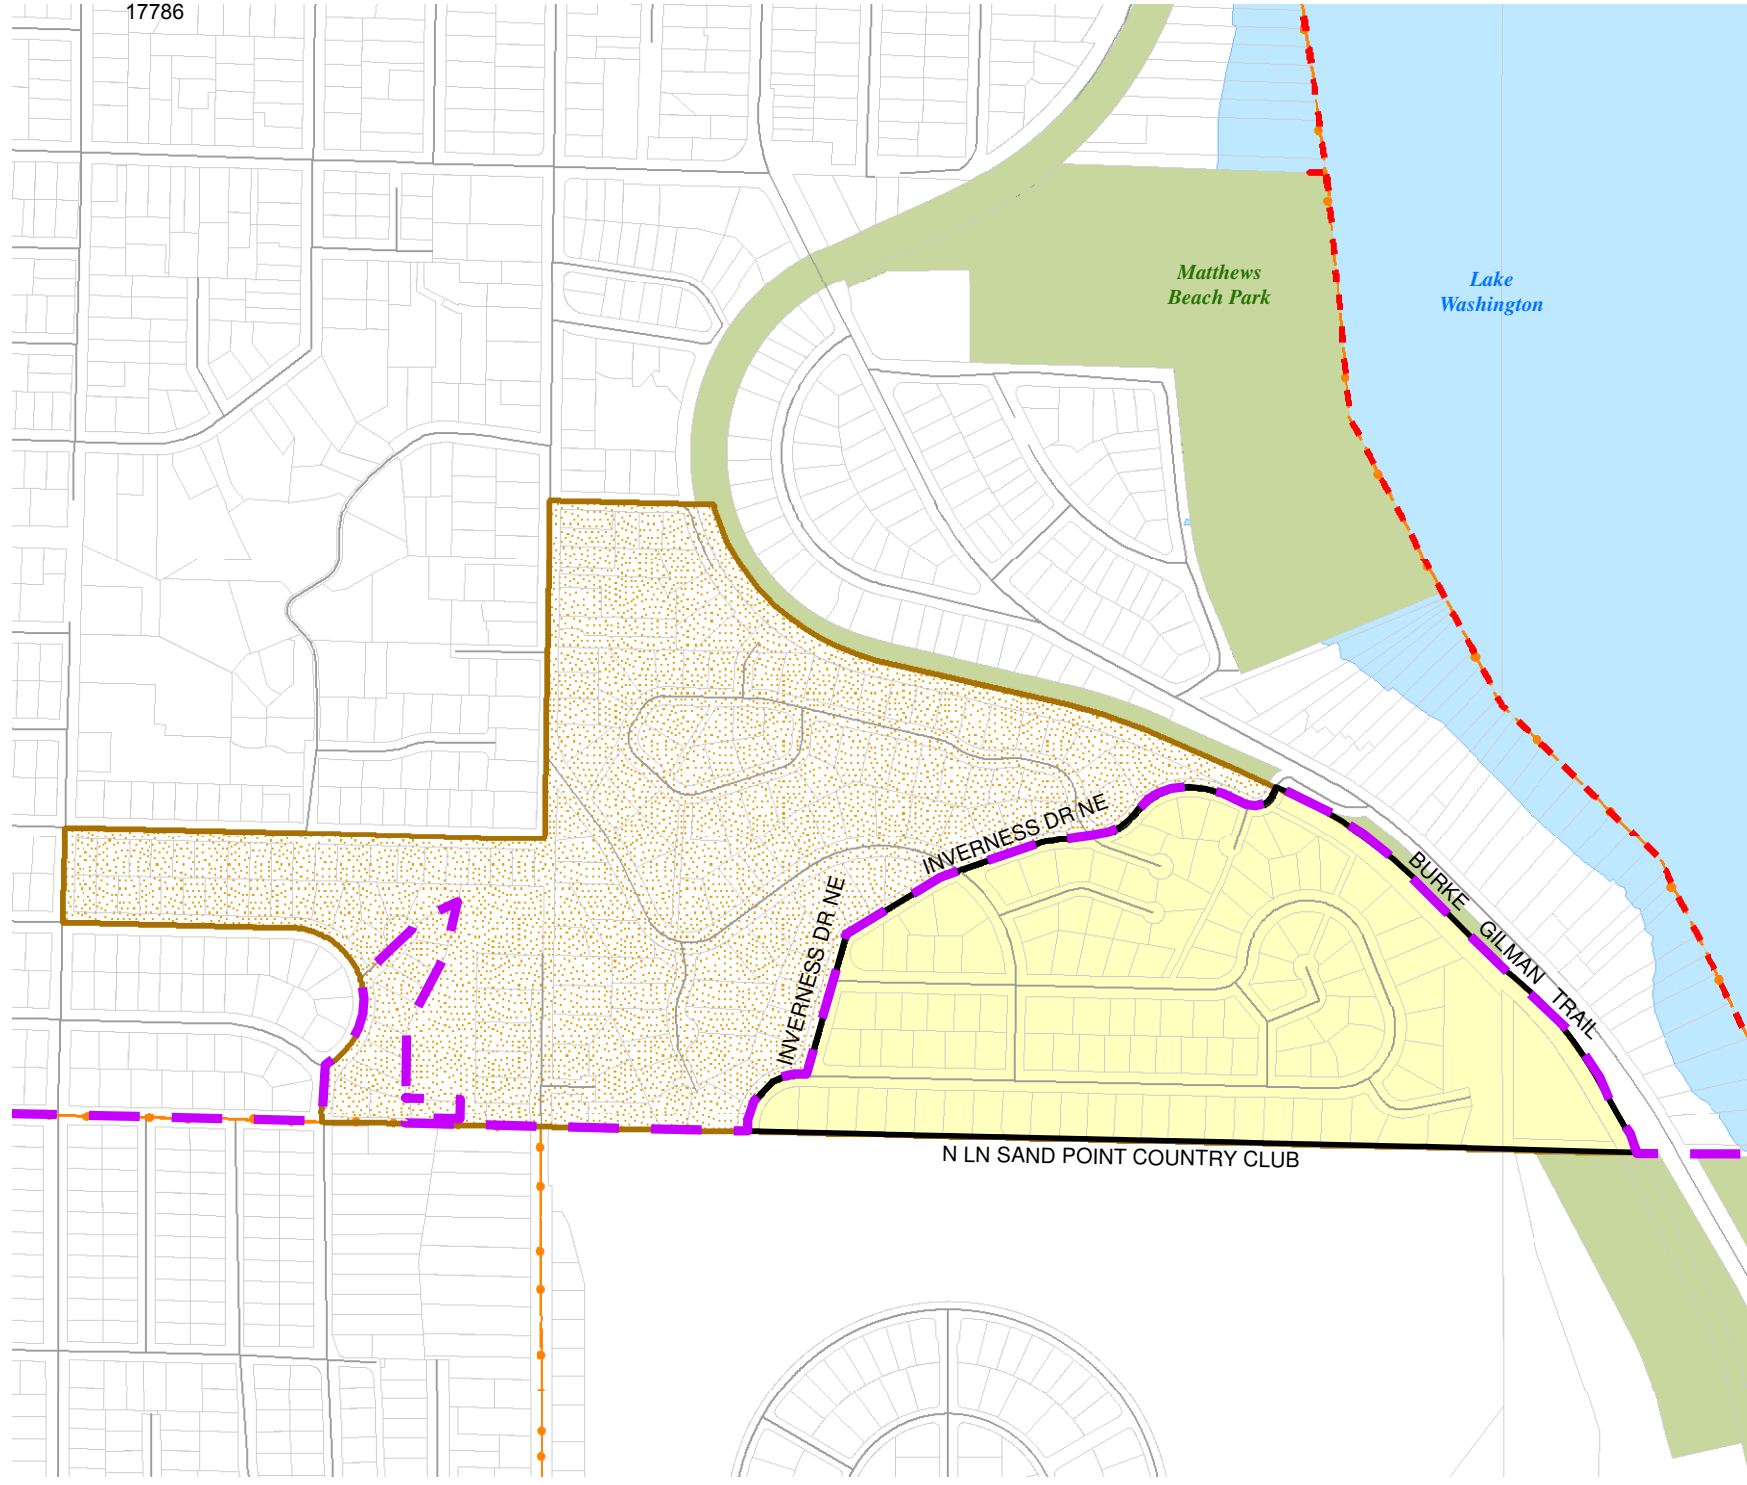 17786
Matthews
Beach Park
Lake
Washington
INVERNESS DR NE
INVERNESS DR NE
BURKE GILMAN TRAIL
N LN SAND POINT COUNTRY CLUB